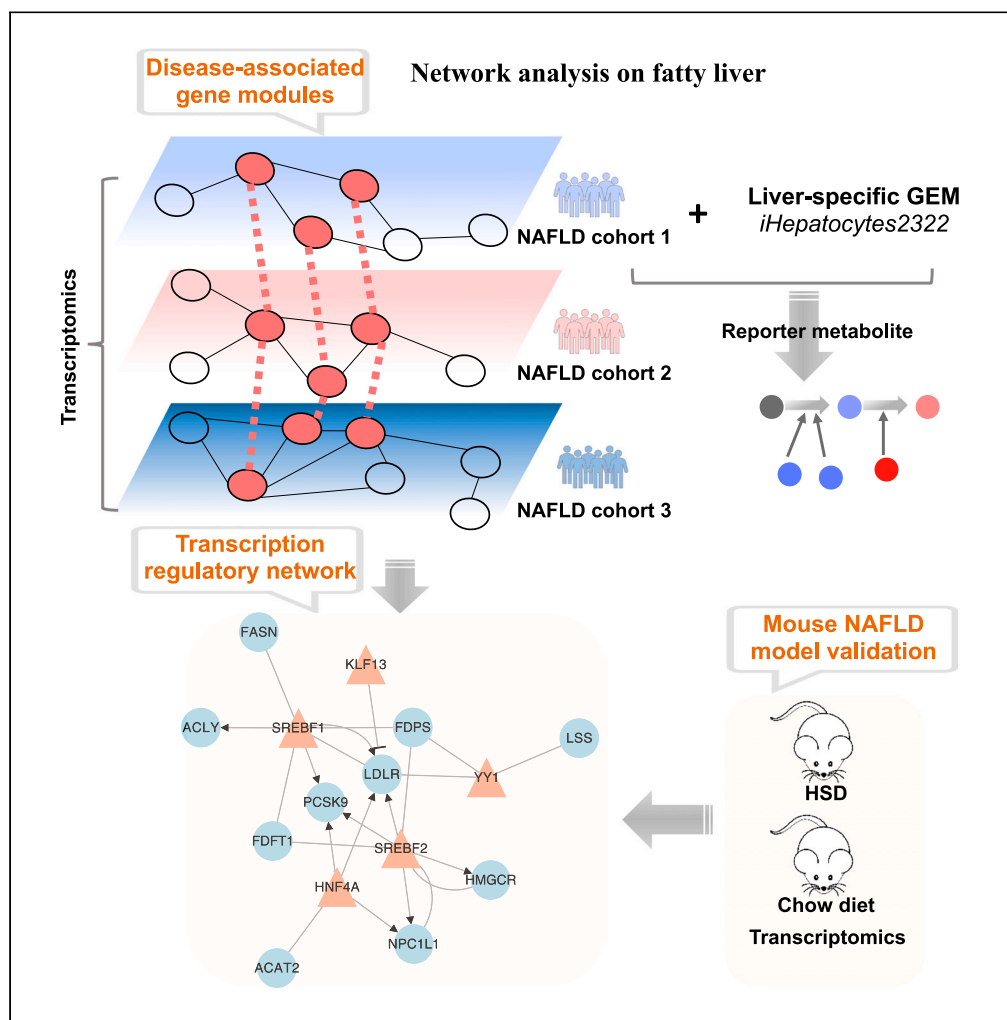 Disease-associated
gene modules
Network analysis on fatty liver
Transcriptomics
NAFLD cohort 1
+
Liver-specific GEM
iHepatocytes2322
NAFLD cohort 2
Reporter metabolite
NAFLD cohort 3
Transcription
regulatory network
Mouse NAFLD
model validation
FASN
KLF13
ACLY
SREBF1
FDPS
LSS
LDLR
YY1
PCSK9
HSD
FDFT1
SREBF2
HMGCR
HNF4A
Chow diet
NPC1L1
Transcriptomics
ACAT2